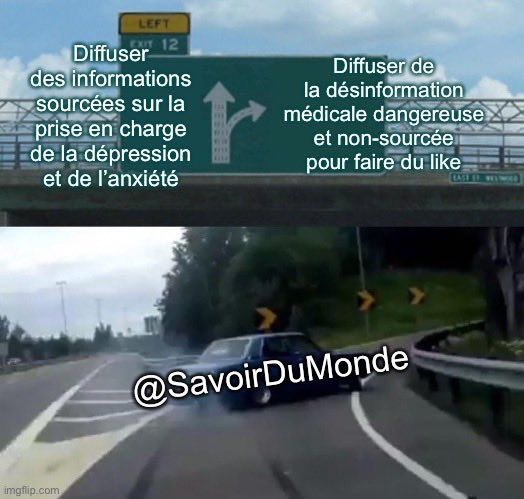 LEFT
EXIT 12
Diffuser
des informations
sourcées sur la
prise en charge
de la dépression
et de l'anxiété
Diffuser de
la désinformation
médicale dangereuse
et non-sourcée
pour faire du like
@SavoirDuMonde
imgflip.com